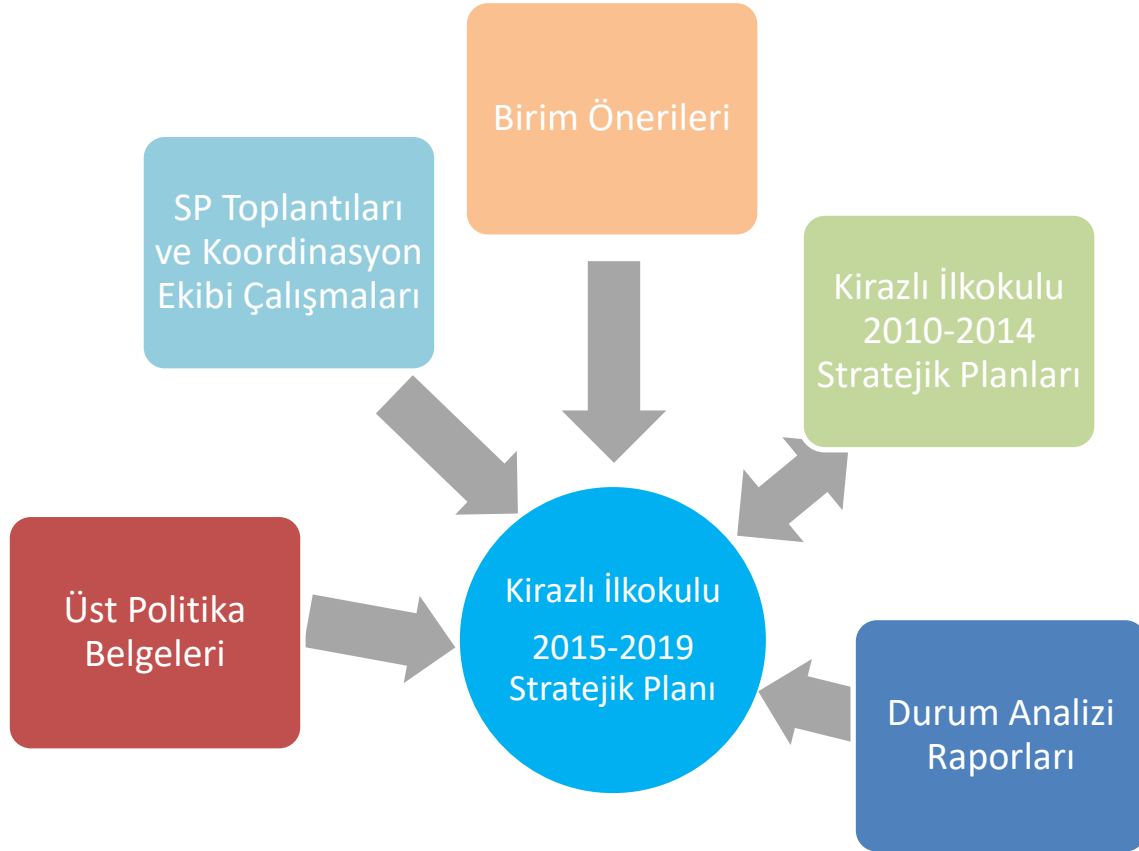 Birim Önerileri
SP Toplantıları
ve Koordinasyon
Ekibi Çalışmaları
Kirazlı İlkokulu
2010-2014
Stratejik Planları
Üst Politika
Belgeleri
Kirazlı İlkokulu
2015-2019
Stratejik Planı
Durum Analizi
Raporları